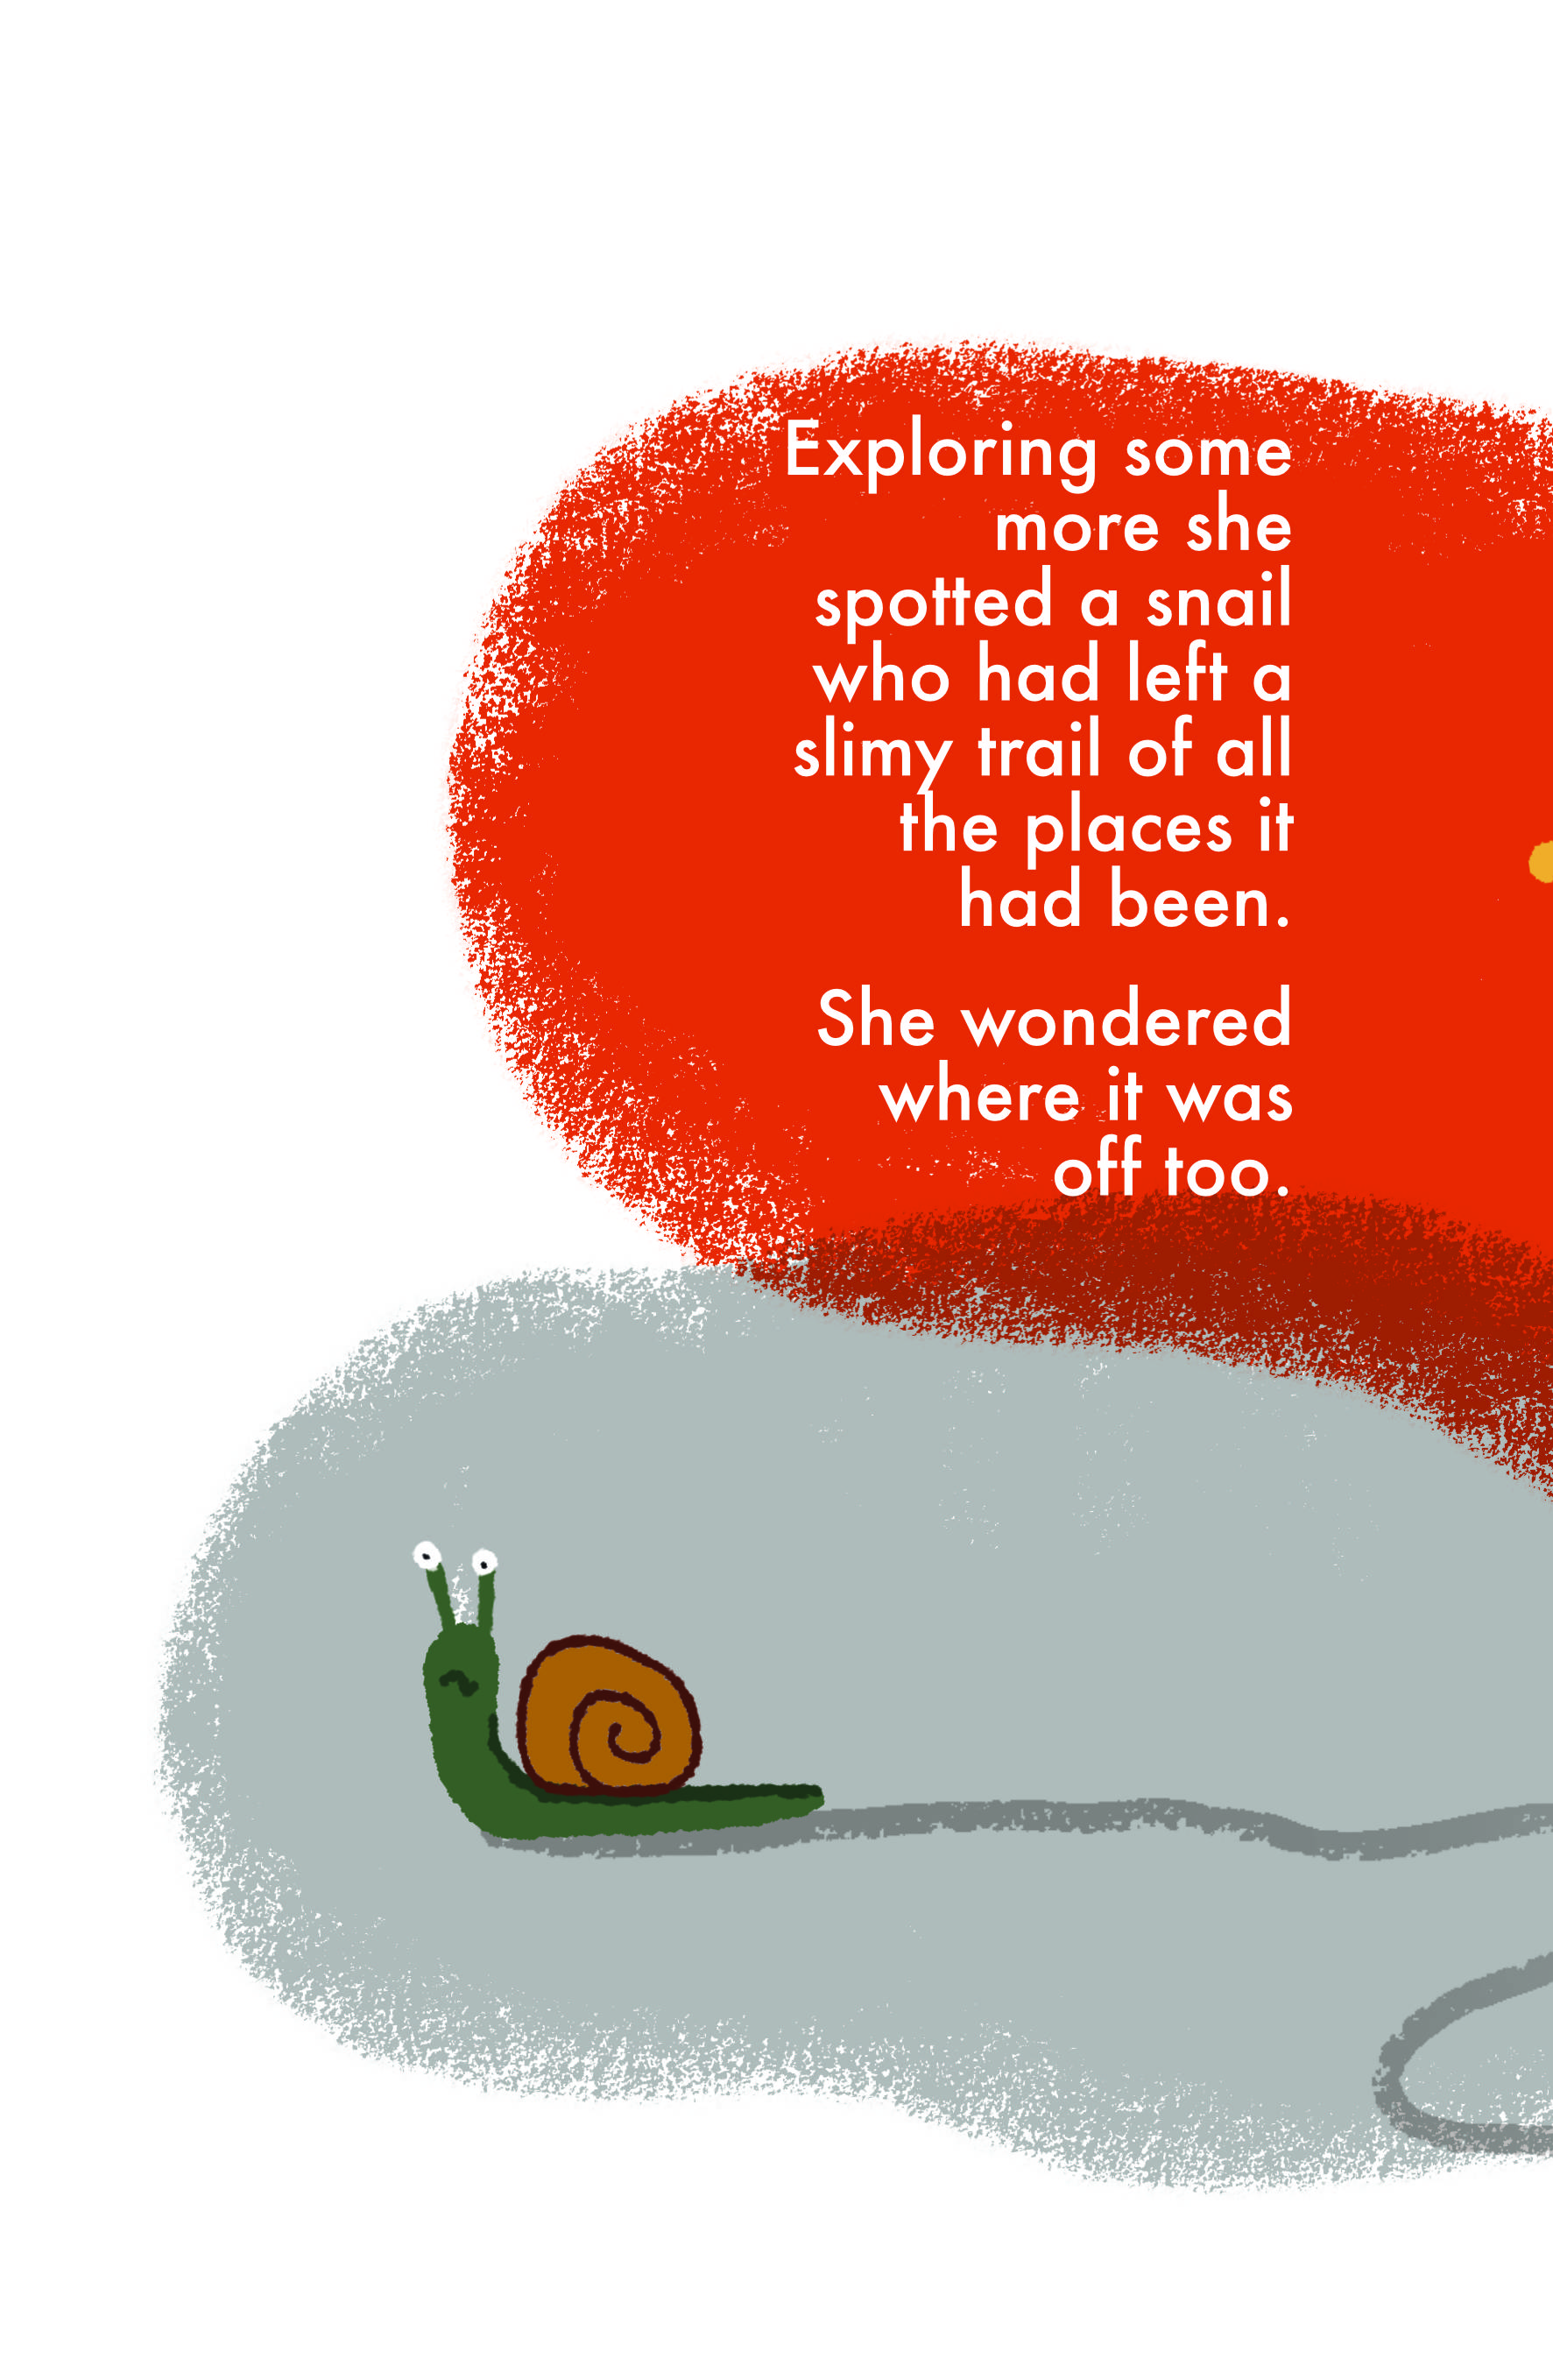 Exploring some
more she
spotted a snail
who had left a
slimy trail of all
the places it
had been.
She wondered
where it was
off too.